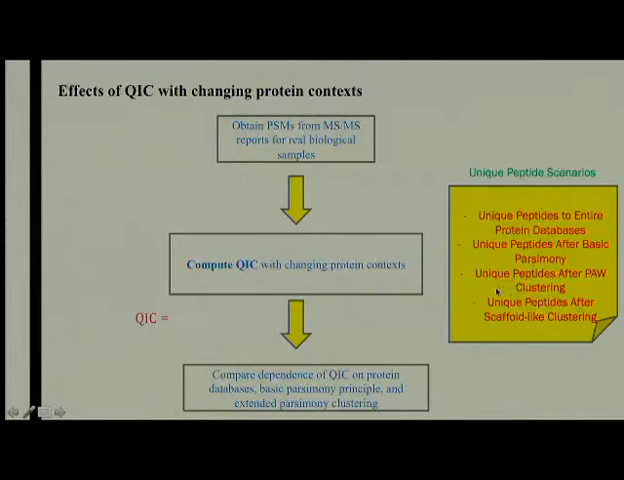 Effects of QIC with changing protein contexts
Obtain PSMs from MS/MS
reports for real biological
samples
Unique Peptide Scenarios
- Unique Peptides to Entire
Protein Databases
- Unique Peptides After Basic
Parsimony
- Unique Peptides After PAW
Clustering
- Unique Peptides After
Scaffold-like Clustering
Compute QIC with changing protein contexts
QIC =
Compare dependence of QIC on protein
databases, basic parsimony principle, and
extended parsimony clustering